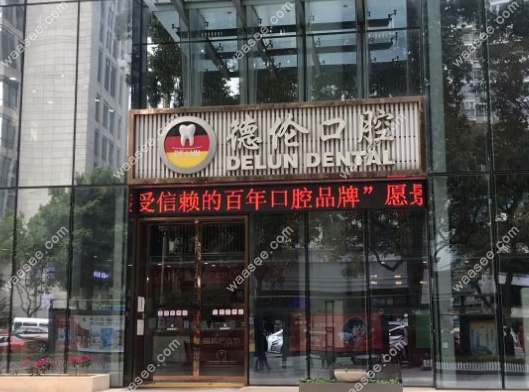 德伦口腔
DELUN DENTAL
DELUN
受信赖的百年口腔品牌”愿景
waasee.com